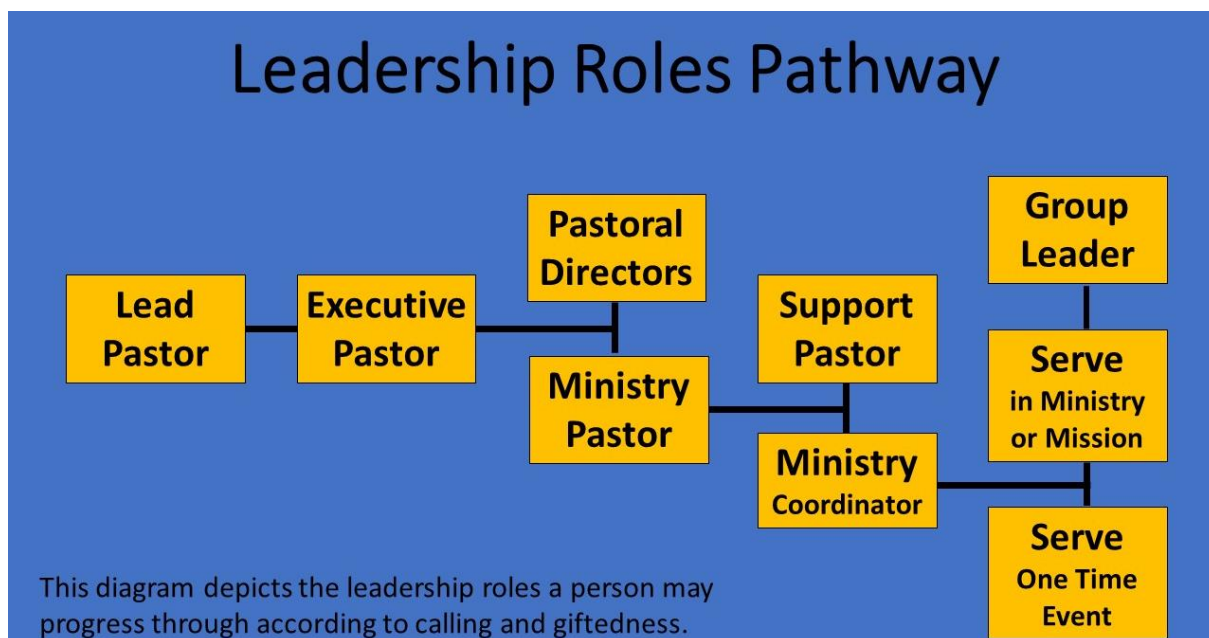 Leadership Roles Pathway
Lead
Pastor
Executive
Pastor
Pastoral
Directors
Ministry
Pastor
Support
Pastor
Ministry
Coordinator
Group
Leader
Serve
in Ministry
or Mission
Serve
One Time
Event
This diagram depicts the leadership roles a person may
progress through according to calling and giftedness.